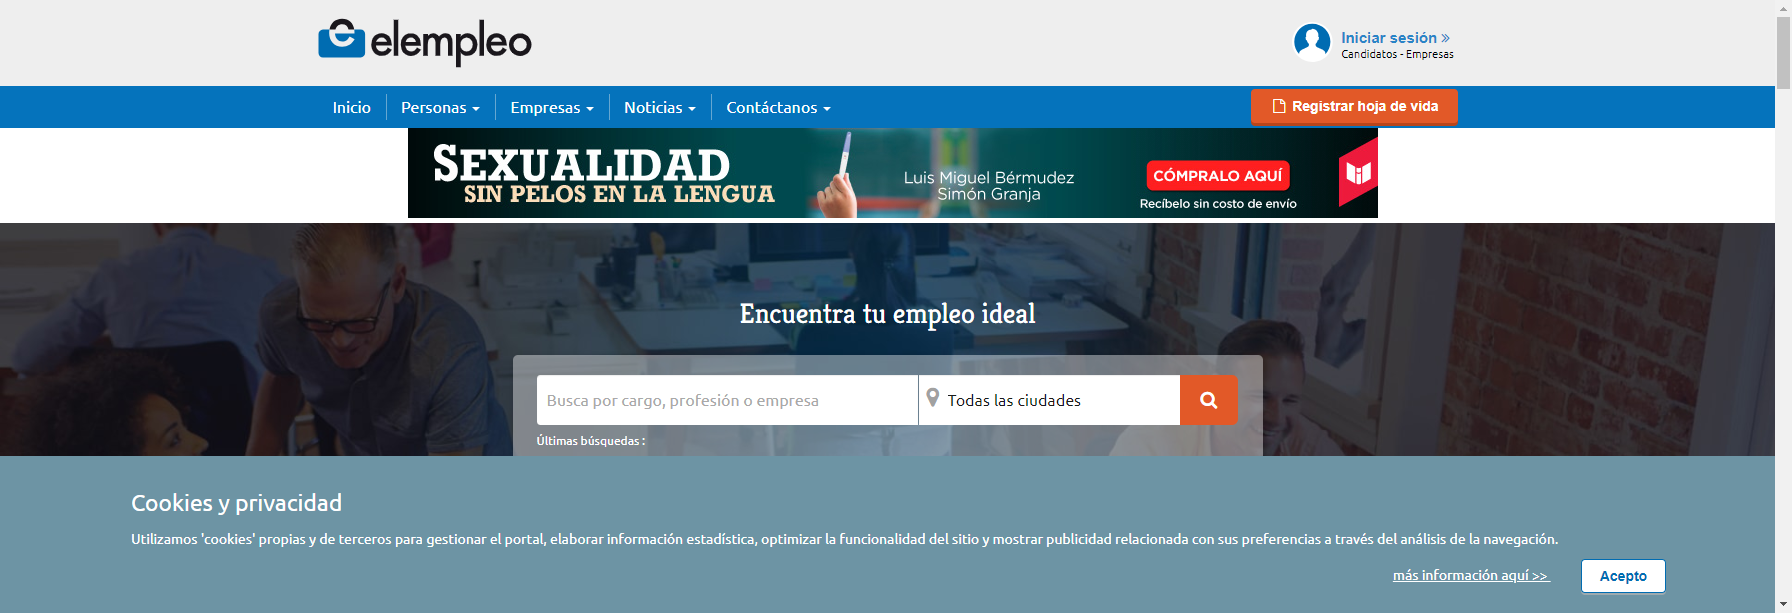 elempleo
Iniciar sesión »
Candidatos - Empresas
Inicio
Personas
Empresas
Noticias
Contáctanos
Registrar hoja de vida
SEXUALIDAD
SIN PELOS EN LA LENGUA
Luis Miguel Bérmudez
Simón Granja
CÓMPRALO AQUÍ
Recíbelo sin costo de envío
Encuentra tu empleo ideal
Busca por cargo, profesión o empresa
Todas las ciudades
Últimas búsquedas :
Cookies y privacidad
Utilizamos 'cookies' propias y de terceros para gestionar el portal, elaborar información estadística, optimizar la funcionalidad del sitio y mostrar publicidad relacionada con sus preferencias a través del análisis de la navegación.
más información aquí >>
Acepto